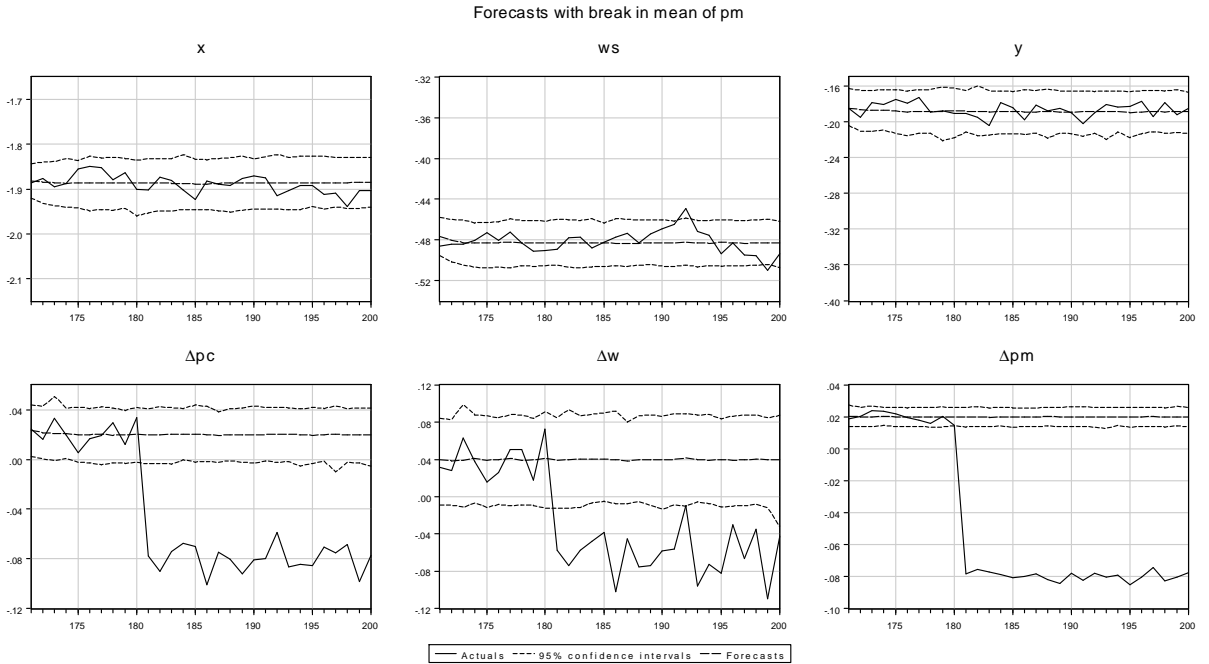 Forecasts with break in mean of pm
x
ws
y
-1.7
-1.8
-1.9
-2.0
-2.1
175 180 185 190 195 200
-.32
-.36
-.40
-.44
-.48
-.52
175 180 185 190 195 200
-.16
-.20
-.24
-.28
-.32
-.36
-.40
175 180 185 190 195 200
Δpc
Δw
Δpm
.04
.00
-.04
-.08
-.12
175 180 185 190 195 200
.12
.08
.04
.00
-.04
-.08
-.12
175 180 185 190 195 200
.04
.02
.00
-.02
-.04
-.06
-.08
-.10
175 180 185 190 195 200
Actuals 95% confidence intervals Forecasts